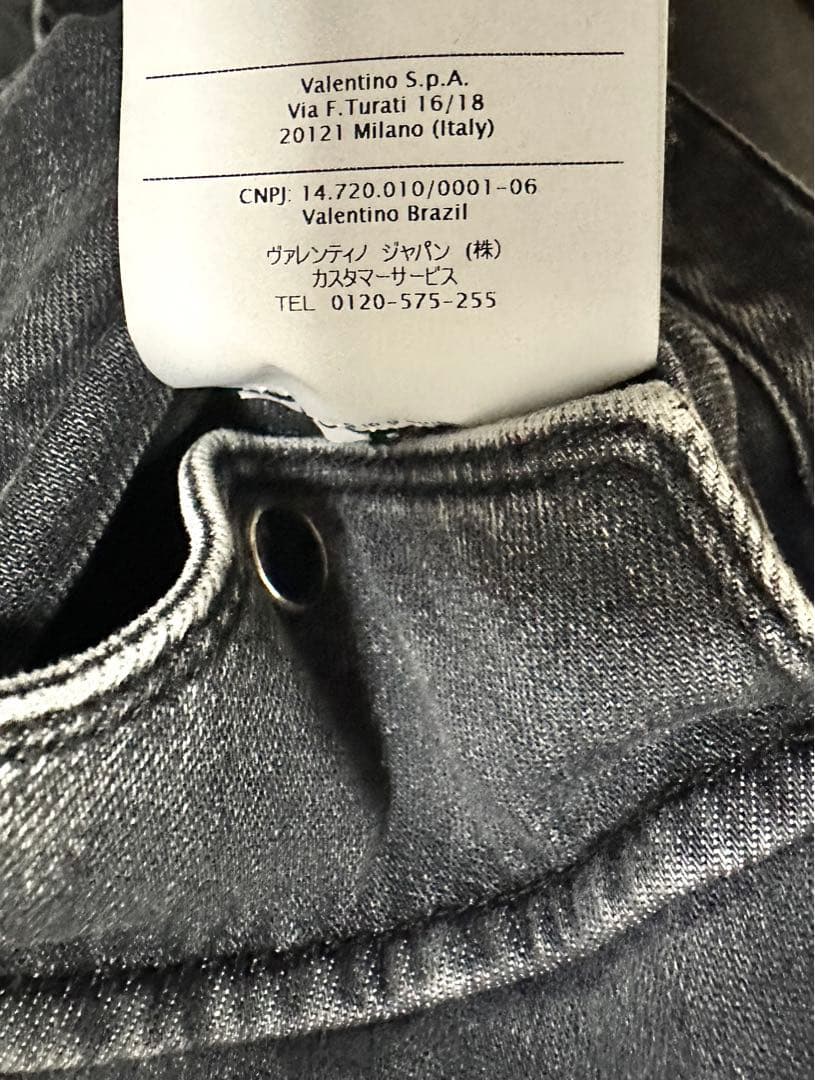 Valentino S.p.A.
Via F.Turati 16/18
20121 Milano (Italy)
CNPJ: 14.720.010/0001-06
Valentino Brazil
ヴァレンティノ ジャパン (株)
カスタマーサービス
TEL 0120-575-255